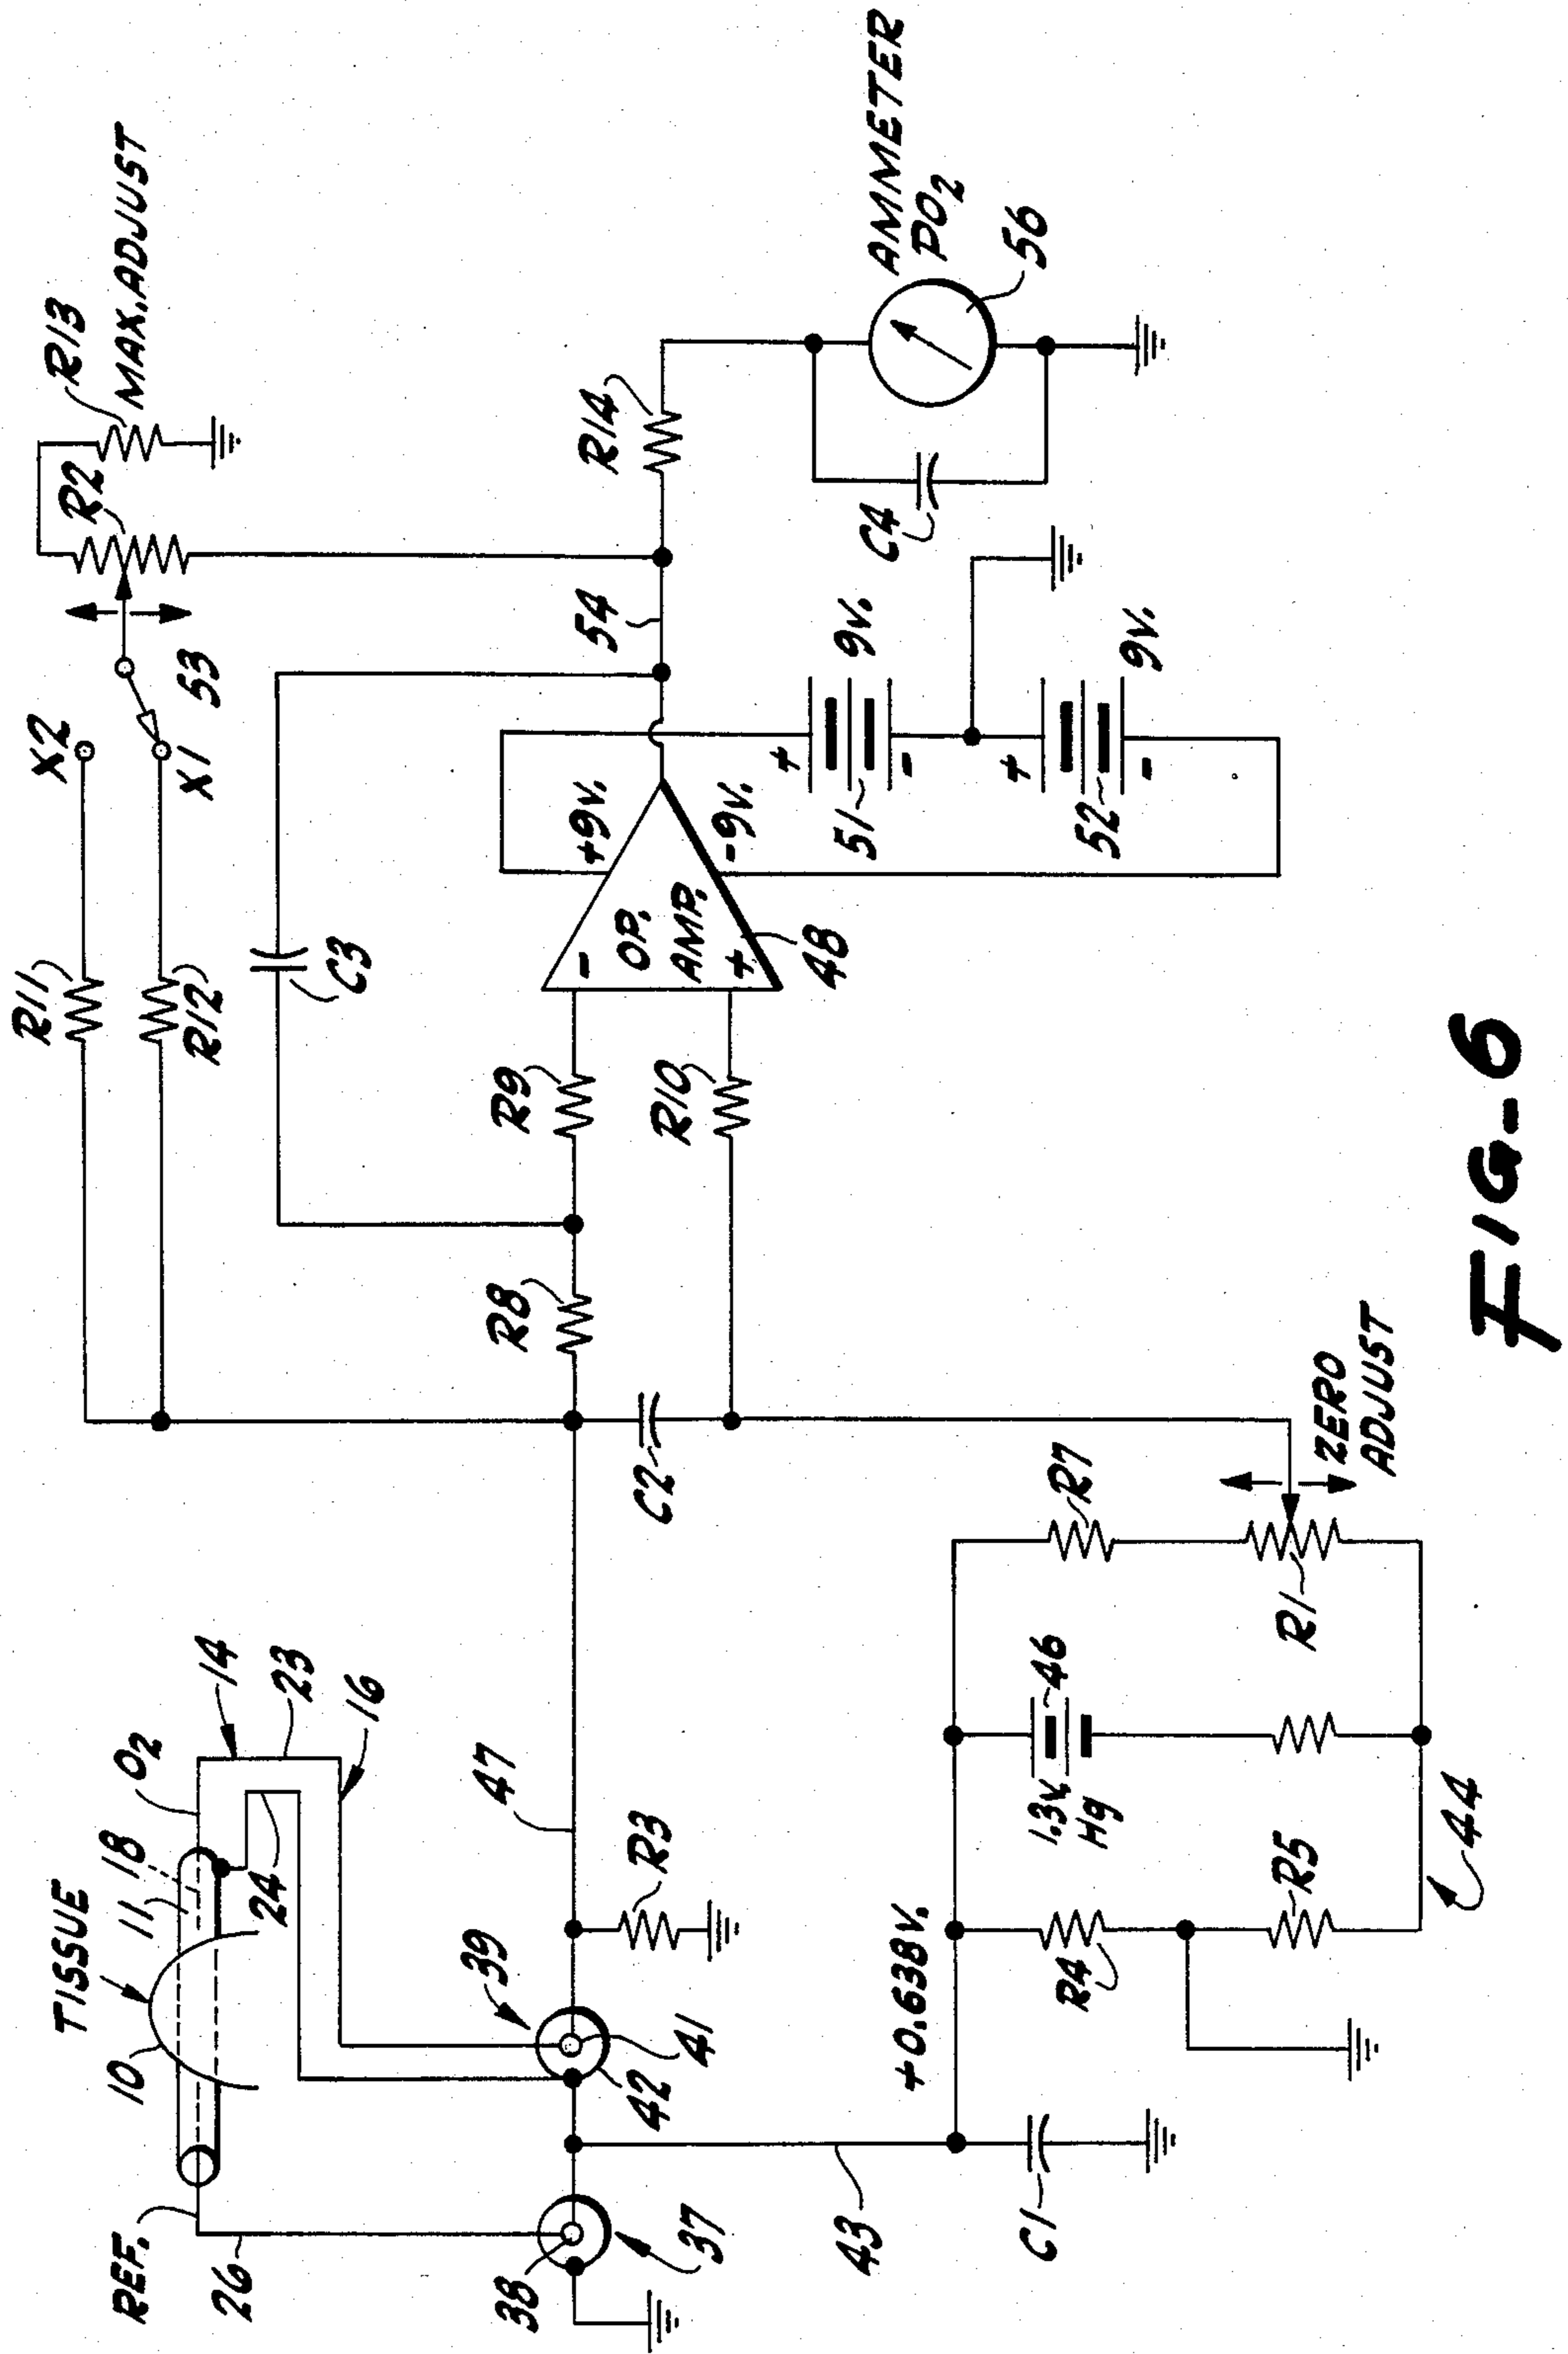 TISSUE
REF.
26
10
11
18
O2
14
23
16
24
38
37
39
42
41
47
R3
43
C1
+0.638V.
R4
R5
1.3V.
Hg
46
44
R7
R1
ZERO
ADJUST
C2
R8
R9
R10
C3
R11
R12
X2
X1
53
R2
R13
MAX. ADJUST
-
OP.
AMP.
+
48
+9V.
-9V.
54
R14
51
+
-
9V.
52
+
-
9V.
C4
AMMETER
PO2
56
FIG-6